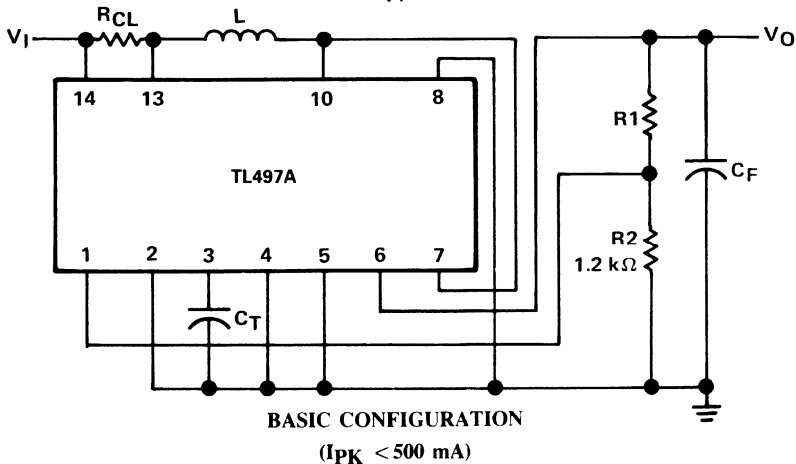 R_CL L
V_I V_O
14 13 10 8
R1
TL497A C_F
R2
1.2 kΩ
1 2 3 4 5 6 7
C_T
BASIC CONFIGURATION
(I_PK < 500 mA)